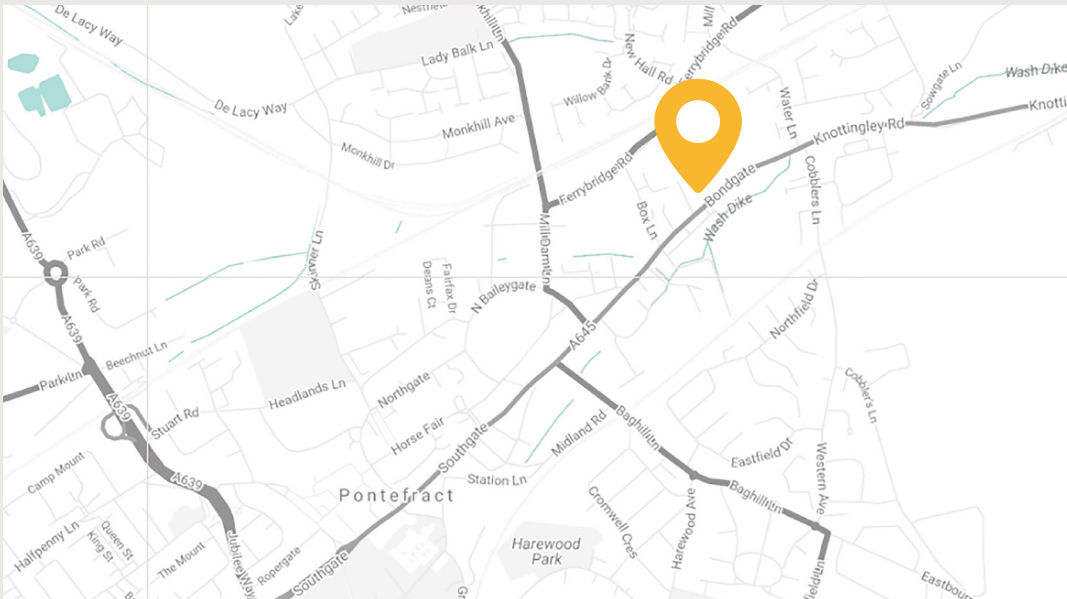 De Lacy Way
Lady Balk Ln
New Hall Rd
Ferrybridge Rd
Willow Bank Dr
De Lacy Way
Monkhill Ave
Monkhill Dr
Water Ln
Sowgate Ln
Wash Dike
Knottingley Rd
Ferrybridge Rd
Bondgate
Cobblers Ln
Box Ln
Wash Dike
A639
Park Rd
Park Rd
Skinner Ln
Mill Dam Ln
Deans Ct
Fairfax Dr
N Baileygate
Northfield Dr
A639
A645
Beechnut Ln
Park Ln
Headlands Ln
Northgate
Cobbler's Ln
A639
Stuart Rd
Horse Fair
Southgate
Midland Rd
Baghill Ln
Eastfield Dr
Western Ave
Camp Mount
A639
Station Ln
Pontefract
Baghill Ln
Harewood Ave
Cromwell Cres
Halfpenny Ln
Queen St
King St
The Mount
Jubilee Way
Ropergate
Southgate
Harewood
Park